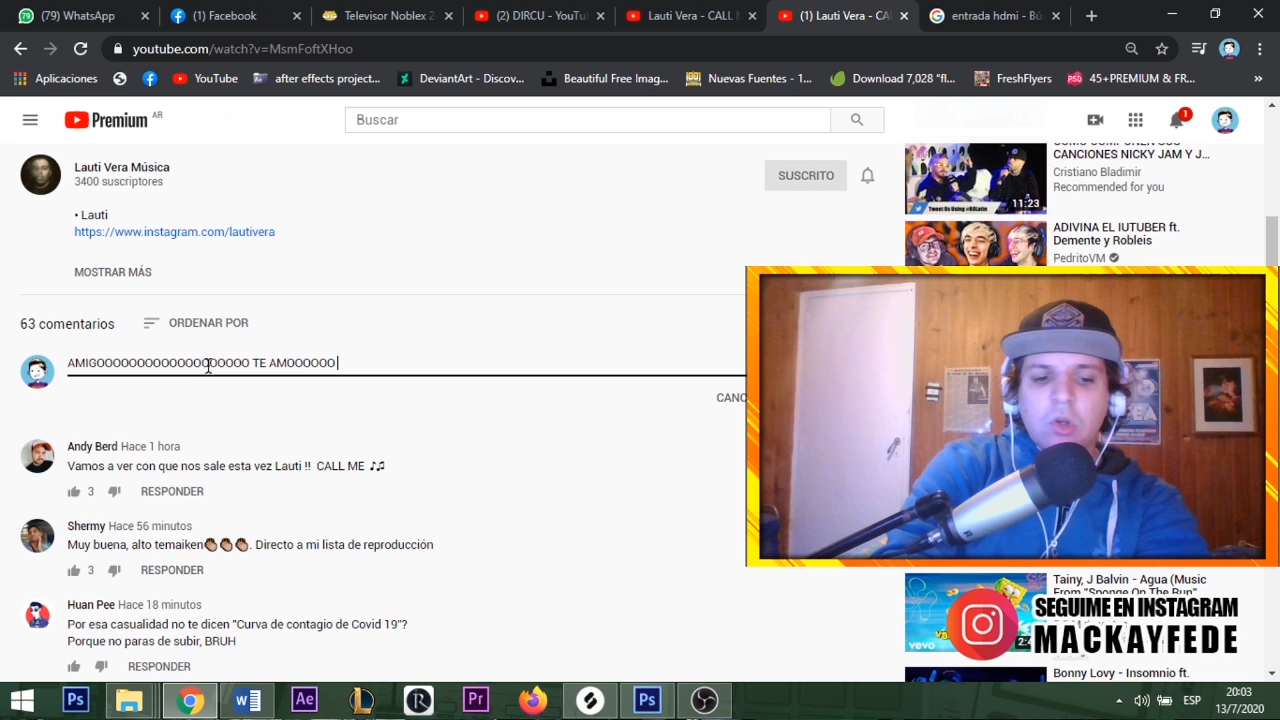 (1) WhatsApp
(1) Facebook
Televisor Noblex
(2) DIRCU - YouTu
Lauti Vera - CALL
(1) Lauti Vera - CAL
entrada hdmi - Bú
youtube.com/watch?v=MsmFoftXHoo
Aplicaciones
YouTube
after effects project...
DeviantArt - Discov...
Beautiful Free Imag...
Nuevas Fuentes - 1...
Download 7,028 "fl...
FreshFlyers
45+PREMIUM & FR...
Premium AR
Buscar
1
Lauti Vera Música
3400 suscriptores
SUSCRITO
• Lauti
https://www.instagram.com/lautivera
MOSTRAR MÁS
63 comentarios
ORDENAR POR
AMIGOOOOOOOOOOOOOOOOOOO TE AMOOOOOO
Andy Berd Hace 1 hora
Vamos a ver con que nos sale esta vez Lauti !! CALL ME ♪♫
3 RESPONDER
Shermy Hace 56 minutos
Muy buena, alto temaiken👏🏽👏🏽👏🏽. Directo a mi lista de reproducción
3 RESPONDER
Huan Pee Hace 18 minutos
Por esa casualidad no te dicen "Curva de contagio de Covid 19"?
Porque no paras de subir, BRUH
RESPONDER
CANCIONES NICKY JAM Y J...
Cristiano Bladimir
Recommended for you
11:23
ADIVINA EL IUTUBER ft.
Demente y Robleis
PedritoVM
Tainy, J Balvin - Agua (Music
From "Sponge On The Run"
vevo
SEGUIME EN INSTAGRAM
MACKAYFEDE
Bonny Lovy - Insomnio ft.
ESP
20:03
13/7/2020